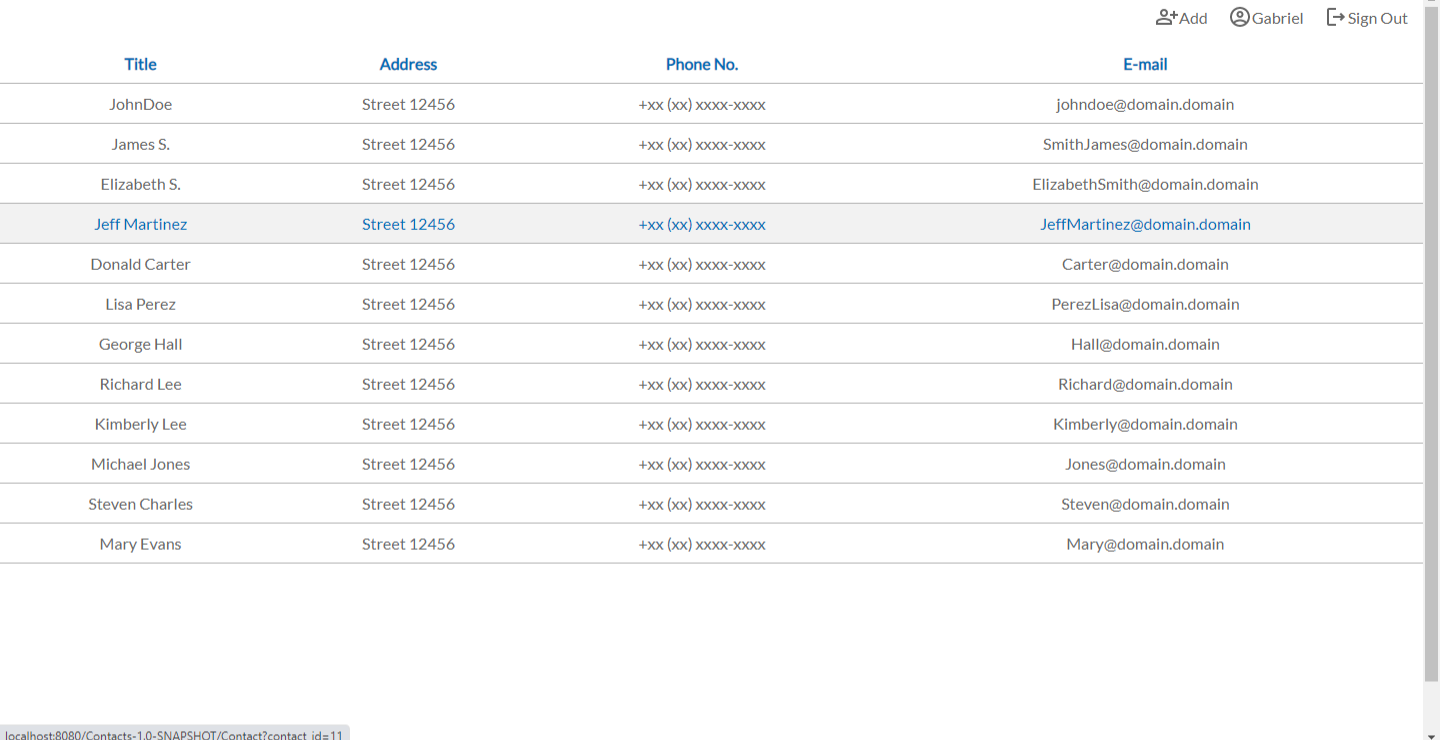 Add Gabriel Sign Out
Title Address Phone No. E-mail
JohnDoe Street 12456 +xx (xx) xxxx-xxxx johndoe@domain.domain
James S. Street 12456 +xx (xx) xxxx-xxxx SmithJames@domain.domain
Elizabeth S. Street 12456 +xx (xx) xxxx-xxxx ElizabethSmith@domain.domain
Jeff Martinez Street 12456 +xx (xx) xxxx-xxxx JeffMartinez@domain.domain
Donald Carter Street 12456 +xx (xx) xxxx-xxxx Carter@domain.domain
Lisa Perez Street 12456 +xx (xx) xxxx-xxxx PerezLisa@domain.domain
George Hall Street 12456 +xx (xx) xxxx-xxxx Hall@domain.domain
Richard Lee Street 12456 +xx (xx) xxxx-xxxx Richard@domain.domain
Kimberly Lee Street 12456 +xx (xx) xxxx-xxxx Kimberly@domain.domain
Michael Jones Street 12456 +xx (xx) xxxx-xxxx Jones@domain.domain
Steven Charles Street 12456 +xx (xx) xxxx-xxxx Steven@domain.domain
Mary Evans Street 12456 +xx (xx) xxxx-xxxx Mary@domain.domain
localhost:8080/Contacts-1.0-SNAPSHOT/Contact?contact_id=11